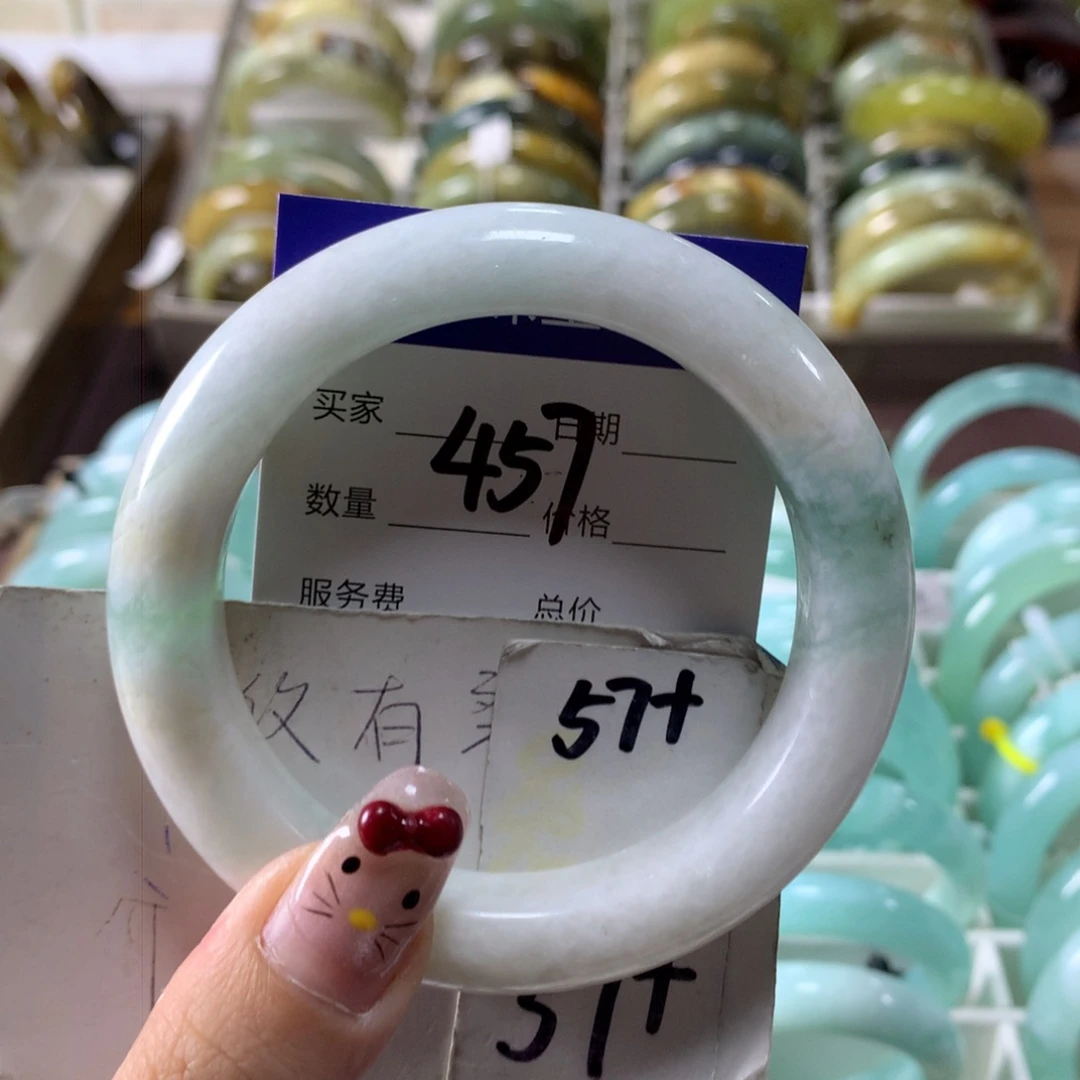 买家 日期
457
数量 价格
服务费 总价
有
57+
57+